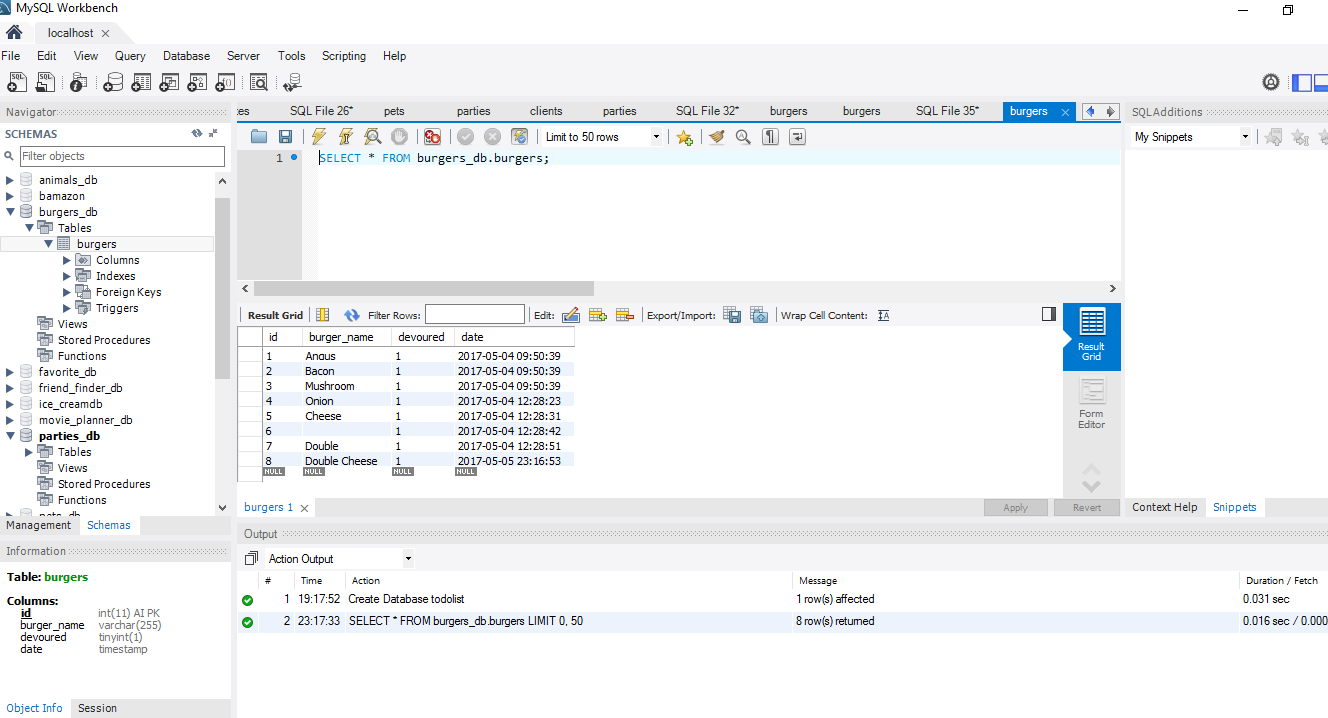 MySQL Workbench
localhost
File Edit View Query Database Server Tools Scripting Help
Navigator
SCHEMAS
Filter objects
animals_db
bamazon
burgers_db
Tables
burgers
Columns
Indexes
Foreign Keys
Triggers
Views
Stored Procedures
Functions
favorite_db
friend_finder_db
ice_creamdb
movie_planner_db
parties_db
Tables
Views
Stored Procedures
Functions
pets_db
Management Schemas
Information
Table: burgers
Columns:
id int(11) AI PK
burger_name varchar(255)
devoured tinyint(1)
date timestamp
Object Info Session
es SQL File 26* pets parties clients parties SQL File 32* burgers burgers SQL File 35* burgers
Limit to 50 rows
1 SELECT * FROM burgers_db.burgers;
Result Grid Filter Rows: Edit: Export/Import: Wrap Cell Content:
id burger_name devoured date
1 Angus 1 2017-05-04 09:50:39
2 Bacon 1 2017-05-04 09:50:39
3 Mushroom 1 2017-05-04 09:50:39
4 Onion 1 2017-05-04 12:28:23
5 Cheese 1 2017-05-04 12:28:31
6 1 2017-05-04 12:28:42
7 Double 1 2017-05-04 12:28:51
8 Double Cheese 1 2017-05-05 23:16:53
NULL NULL NULL NULL
Result
Grid
Form
Editor
burgers 1
Apply Revert
SQLAdditions
My Snippets
Context Help Snippets
Output
Action Output
# Time Action Message Duration / Fetch
1 19:17:52 Create Database todolist 1 row(s) affected 0.031 sec
2 23:17:33 SELECT * FROM burgers_db.burgers LIMIT 0, 50 8 row(s) returned 0.016 sec / 0.000